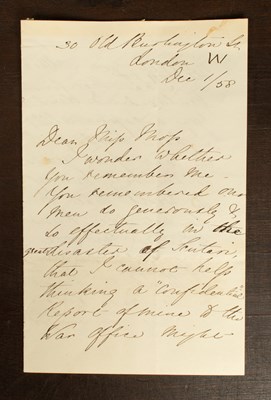 30 Old Burlington St.
London W
Dec 1/58
Dear Miss Moss
I wonder whether
you remember me.
You remembered our
men so generously &
so effectually in the
great disaster of Scutari,
that I cannot help
thinking a "Confidential"
Report of mine to the
War Office might